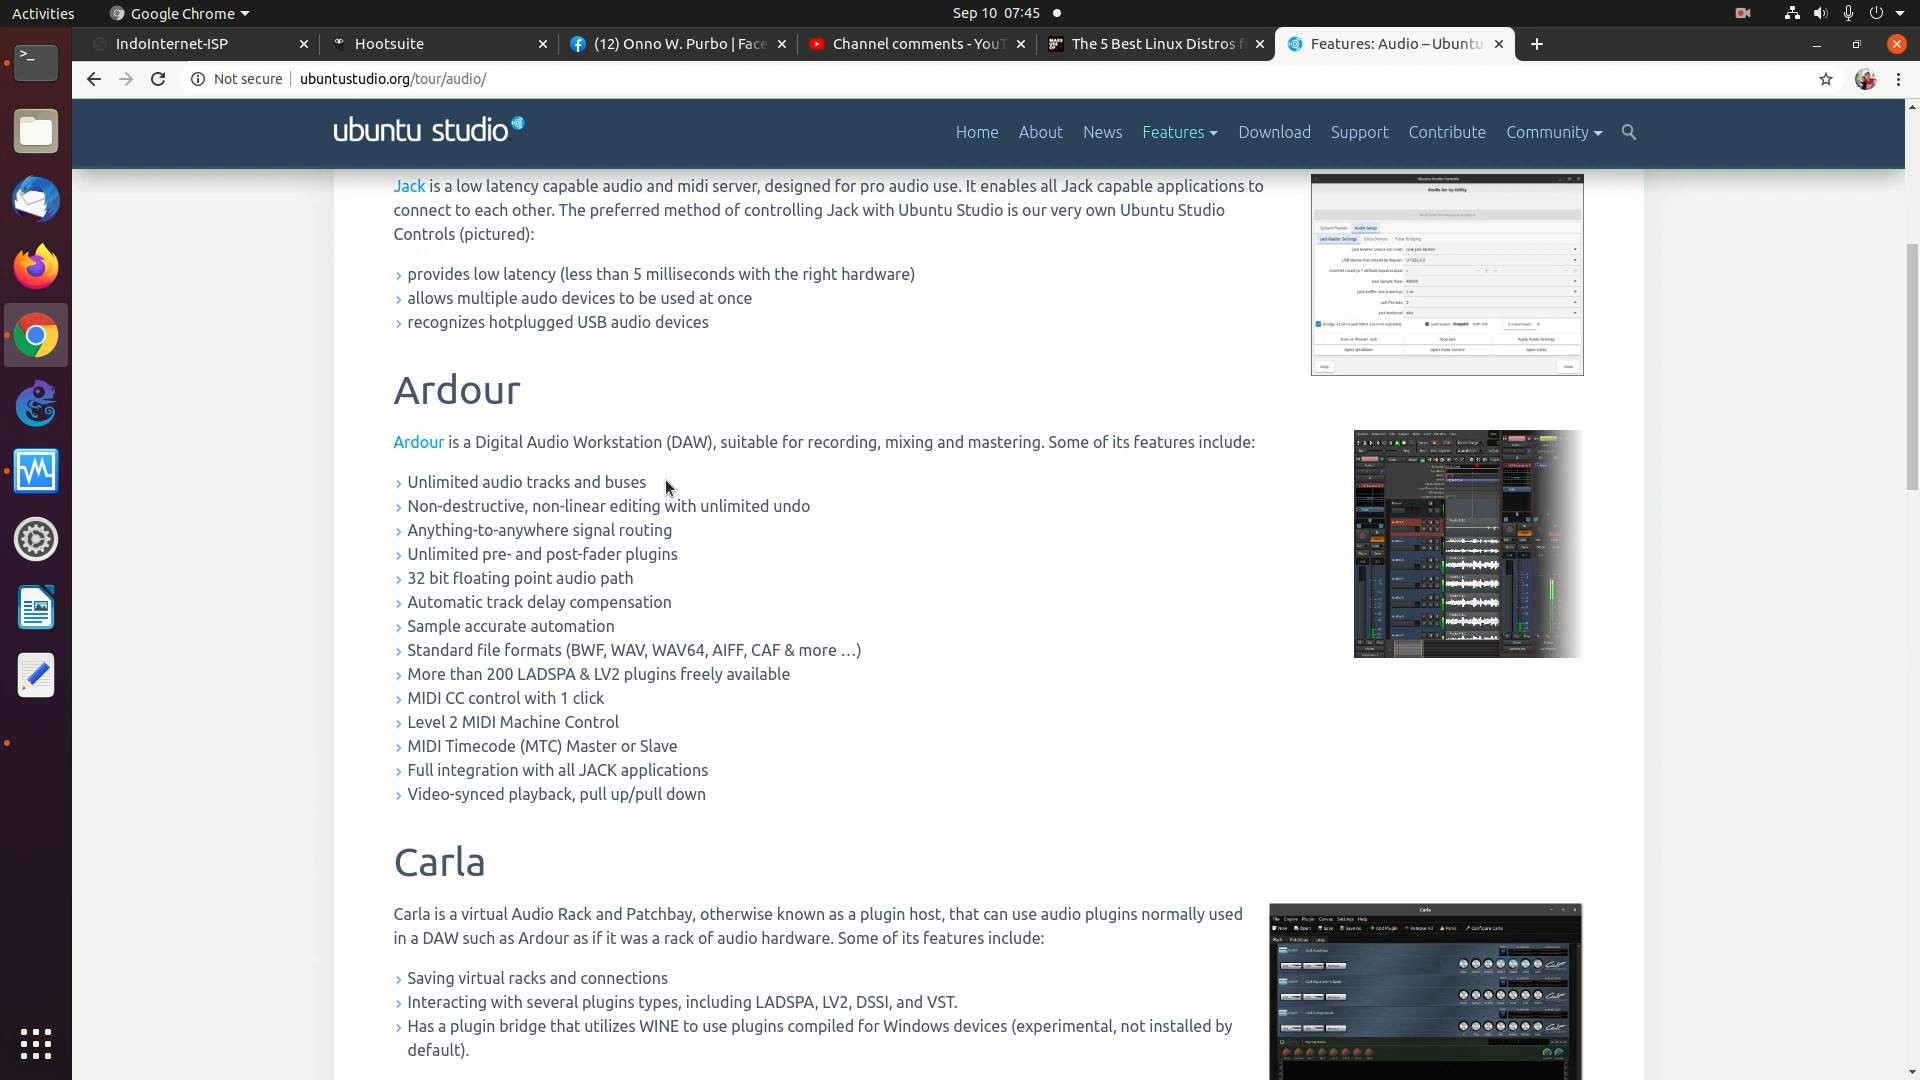 Activities
Google Chrome
Sep 10 07:45
IndoInternet-ISP
Hootsuite
(12) Onno W. Purbo | Face
Channel comments - YouT
The 5 Best Linux Distros f
Features: Audio – Ubuntu
Not secure
ubuntustudio.org/tour/audio/
ubuntu studio
Home
About
News
Features
Download
Support
Contribute
Community
Jack is a low latency capable audio and midi server, designed for pro audio use. It enables all Jack capable applications to
connect to each other. The preferred method of controlling Jack with Ubuntu Studio is our very own Ubuntu Studio
Controls (pictured):
› provides low latency (less than 5 milliseconds with the right hardware)
› allows multiple audo devices to be used at once
› recognizes hotplugged USB audio devices
Ardour
Ardour is a Digital Audio Workstation (DAW), suitable for recording, mixing and mastering. Some of its features include:
› Unlimited audio tracks and buses
› Non-destructive, non-linear editing with unlimited undo
› Anything-to-anywhere signal routing
› Unlimited pre- and post-fader plugins
› 32 bit floating point audio path
› Automatic track delay compensation
› Sample accurate automation
› Standard file formats (BWF, WAV, WAV64, AIFF, CAF & more …)
› More than 200 LADSPA & LV2 plugins freely available
› MIDI CC control with 1 click
› Level 2 MIDI Machine Control
› MIDI Timecode (MTC) Master or Slave
› Full integration with all JACK applications
› Video-synced playback, pull up/pull down
Carla
Carla is a virtual Audio Rack and Patchbay, otherwise known as a plugin host, that can use audio plugins normally used
in a DAW such as Ardour as if it was a rack of audio hardware. Some of its features include:
› Saving virtual racks and connections
› Interacting with several plugins types, including LADSPA, LV2, DSSI, and VST.
› Has a plugin bridge that utilizes WINE to use plugins compiled for Windows devices (experimental, not installed by
default).